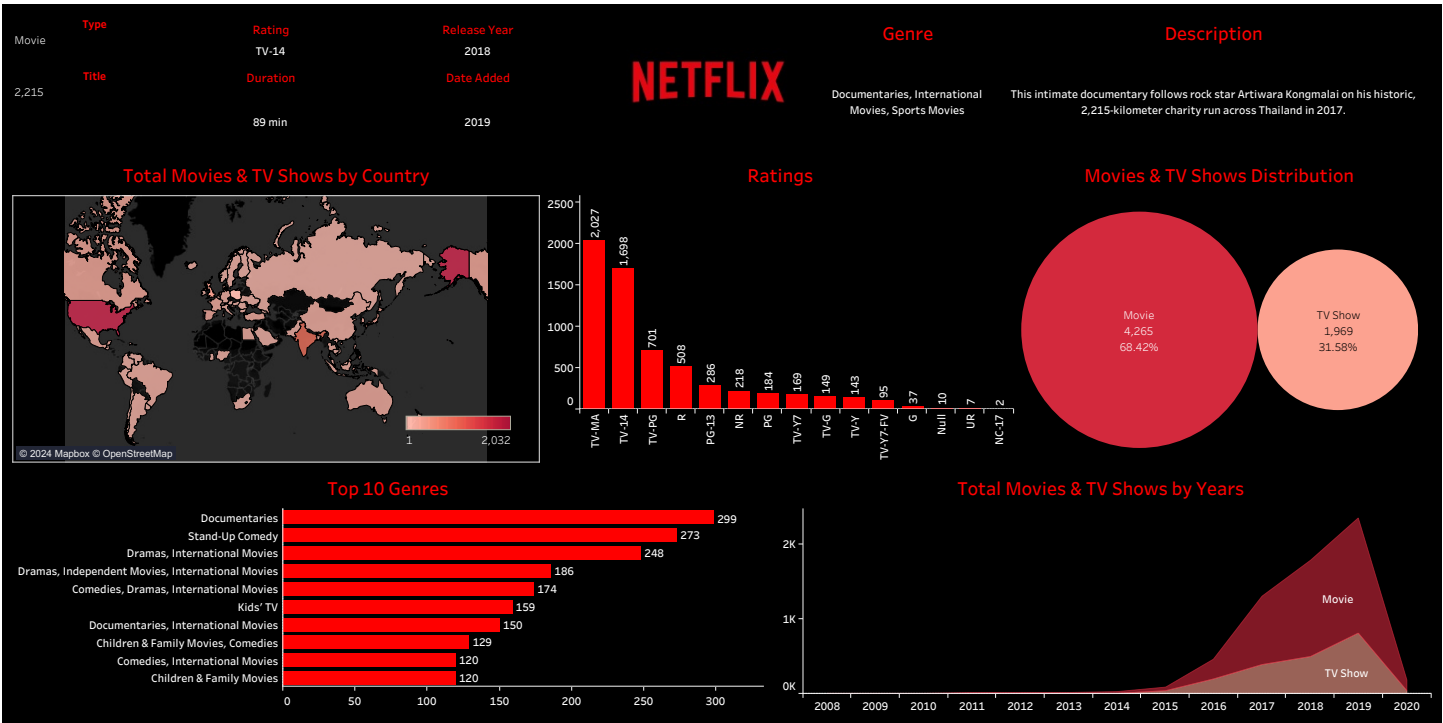 Type
Movie
Title
2,215
Rating
TV-14
Duration
89 min
Release Year
2018
Date Added
2019
NETFLIX
Genre
Documentaries, International
Movies, Sports Movies
Description
This intimate documentary follows rock star Artiwara Kongmalai on his historic,
2,215-kilometer charity run across Thailand in 2017.
Total Movies & TV Shows by Country
1
2,032
© 2024 Mapbox © OpenStreetMap
Ratings
2500
2000
1500
1000
500
0
2,027
1,698
701
508
286
218
184
169
149
143
95
37
10
7
2
TV-MA
TV-14
TV-PG
R
PG-13
NR
PG
TV-Y7
TV-G
TV-Y
TV-Y7-FV
G
Null
UR
NC-17
Movies & TV Shows Distribution
Movie
4,265
68.42%
TV Show
1,969
31.58%
Top 10 Genres
Documentaries 299
Stand-Up Comedy 273
Dramas, International Movies 248
Dramas, Independent Movies, International Movies 186
Comedies, Dramas, International Movies 174
Kids' TV 159
Documentaries, International Movies 150
Children & Family Movies, Comedies 129
Comedies, International Movies 120
Children & Family Movies 120
0 50 100 150 200 250 300
Total Movies & TV Shows by Years
2K
1K
0K
Movie
TV Show
2008 2009 2010 2011 2012 2013 2014 2015 2016 2017 2018 2019 2020